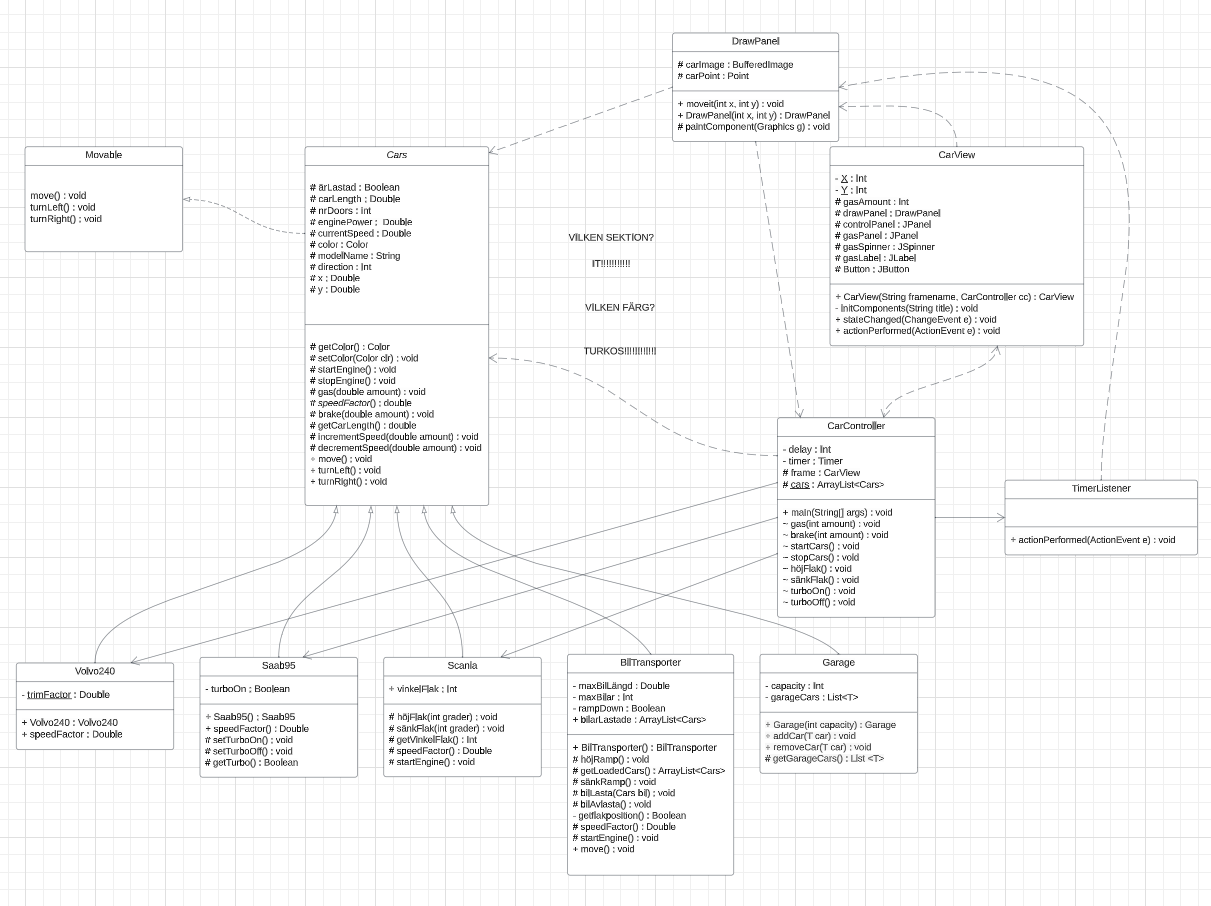 DrawPanel
# carImage : BufferedImage
# carPoint : Point
+ moveit(int x, int y) : void
+ DrawPanel(int x, int y) : DrawPanel
# paintComponent(Graphics g) : void
Movable
move() : void
turnLeft() : void
turnRight() : void
Cars
# ärLastad : Boolean
# carLength : Double
# nrDoors : int
# enginePower : Double
# currentSpeed : Double
# color : Color
# modelName : String
# direction : Int
# x : Double
# y : Double
# getColor() : Color
# setColor(Color clr) : void
# startEngine() : void
# stopEngine() : void
# gas(double amount) : void
# speedFactor() : double
# brake(double amount) : void
# getCarLength() : double
# incrementSpeed(double amount) : void
# decrementSpeed(double amount) : void
+ move() : void
+ turnLeft() : void
+ turnRight() : void
VILKEN SEKTION?
IT!!!!!!!!!!!
VILKEN FÄRG?
TURKOS!!!!!!!!!!!!
CarView
- X : Int
- Y : Int
# gasAmount : Int
# drawPanel : DrawPanel
# controlPanel : JPanel
# gasPanel : JPanel
# gasSpinner : JSpinner
# gasLabel : JLabel
# Button : JButton
+ CarView(String framename, CarController cc) : CarView
- initComponents(String title) : void
+ stateChanged(ChangeEvent e) : void
+ actionPerformed(ActionEvent e) : void
CarController
- delay : Int
- timer : Timer
# frame : CarView
# cars : ArrayList<Cars>
+ main(String[] args) : void
~ gas(int amount) : void
~ brake(int amount) : void
~ startCars() : void
~ stopCars() : void
~ höjFlak() : void
~ sänkFlak() : void
~ turboOn() : void
~ turboOff() : void
TimerListener
+ actionPerformed(ActionEvent e) : void
Volvo240
- trimFactor : Double
+ Volvo240 : Volvo240
+ speedFactor : Double
Saab95
- turboOn : Boolean
+ Saab95() : Saab95
+ speedFactor() : Double
# setTurboOn() : void
# setTurboOff() : void
# getTurbo() : Boolean
Scania
+ vinkelFlak : Int
# höjFlak(int grader) : void
# sänkFlak(int grader) : void
# getVinkelFlak() : Int
# speedFactor() : Double
# startEngine() : void
BilTransporter
- maxBilLängd : Double
- maxBilar : Int
- rampDown : Boolean
+ bilarLastade : ArrayList<Cars>
+ BilTransporter() : BilTransporter
# höjRamp() : void
# getLoadedCars() : ArrayList<Cars>
# sänkRamp() : void
# bilLasta(Cars bil) : void
# bilAvlasta() : void
- getflakposition() : Boolean
# speedFactor() : Double
# startEngine() : void
+ move() : void
Garage
- capacity : Int
- garageCars : List<T>
+ Garage(int capacity) : Garage
+ addCar(T car) : void
+ removeCar(T car) : void
# getGarageCars() : List <T>